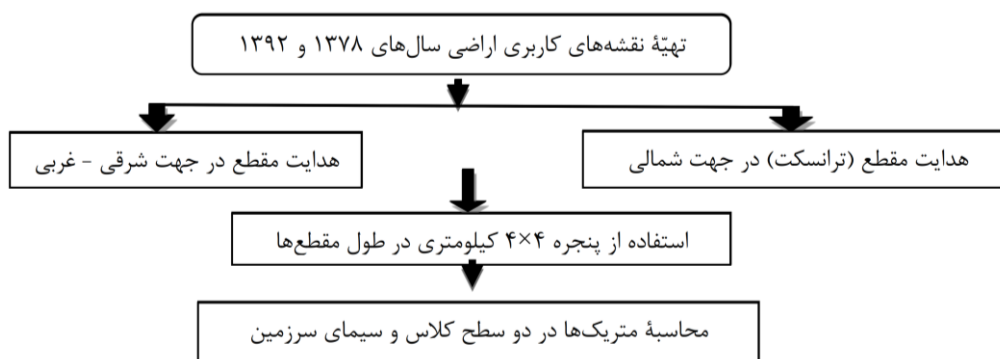 تهیّهٔ نقشه‌های کاربری اراضی سال‌های ۱۳۷۸ و ۱۳۹۲
هدایت مقطع (ترانسکت) در جهت شمالی
هدایت مقطع در جهت شرقی - غربی
استفاده از پنجره ۴×۴ کیلومتری در طول مقطع‌ها
محاسبهٔ متریک‌ها در دو سطح کلاس و سیمای سرزمین